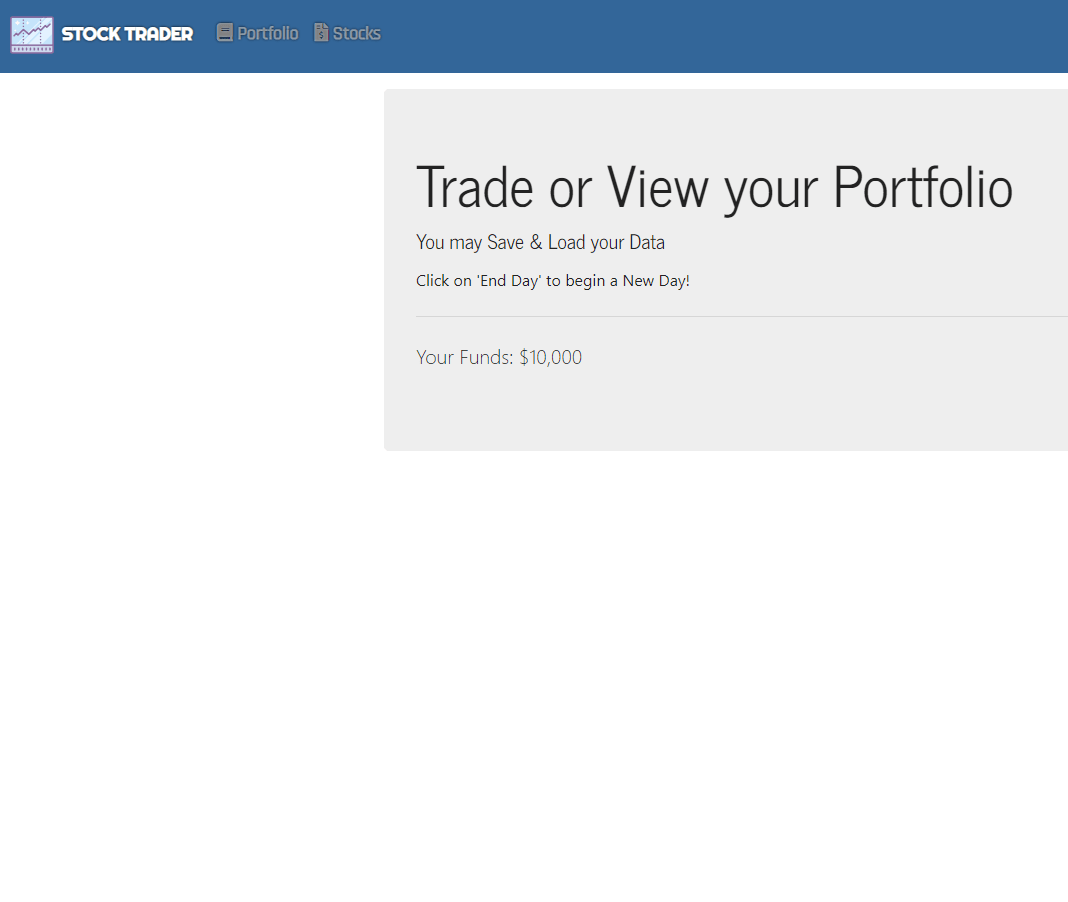 STOCK TRADER Portfolio Stocks
Trade or View your Portfolio
You may Save & Load your Data
Click on 'End Day' to begin a New Day!
Your Funds: $10,000